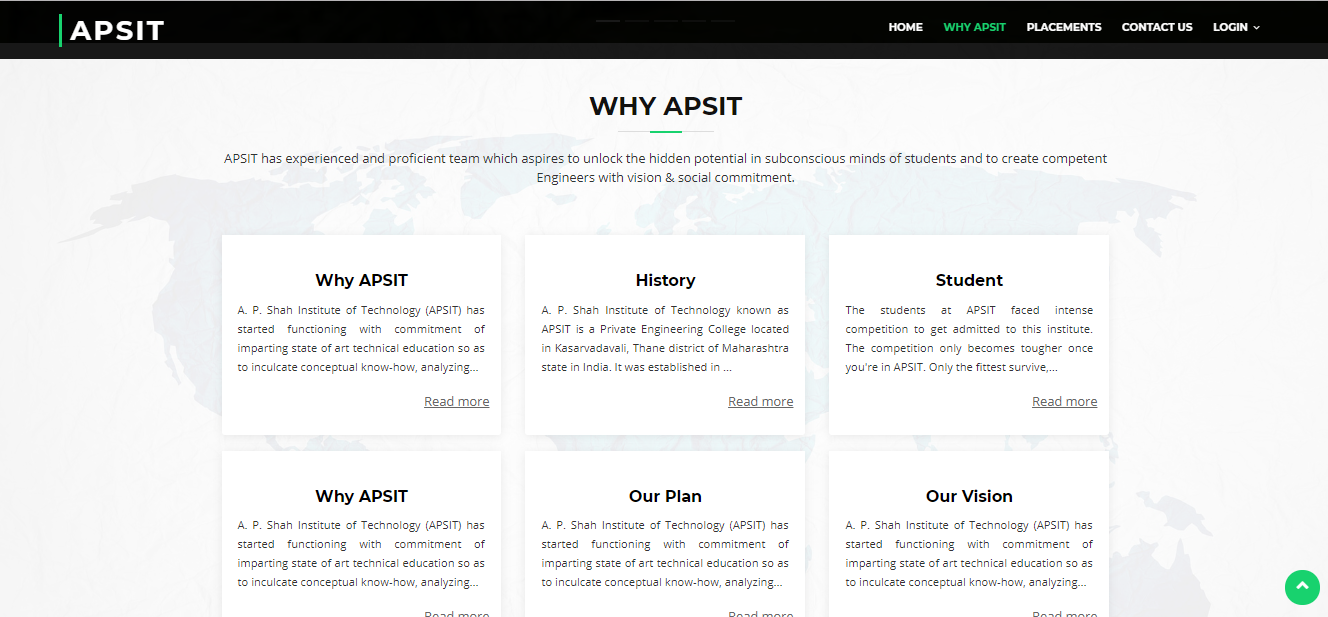 APSIT
HOME WHY APSIT PLACEMENTS CONTACT US LOGIN
WHY APSIT
APSIT has experienced and proficient team which aspires to unlock the hidden potential in subconscious minds of students and to create competent
Engineers with vision & social commitment.
Why APSIT
A. P. Shah Institute of Technology (APSIT) has
started functioning with commitment of
imparting state of art technical education so as
to inculcate conceptual know-how, analyzing...
Read more
History
A. P. Shah Institute of Technology known as
APSIT is a Private Engineering College located
in Kasarvadavali, Thane district of Maharashtra
state in India. It was established in ...
Read more
Student
The students at APSIT faced intense
competition to get admitted to this institute.
The competition only becomes tougher once
you're in APSIT. Only the fittest survive,...
Read more
Why APSIT
A. P. Shah Institute of Technology (APSIT) has
started functioning with commitment of
imparting state of art technical education so as
to inculcate conceptual know-how, analyzing...
Read more
Our Plan
A. P. Shah Institute of Technology (APSIT) has
started functioning with commitment of
imparting state of art technical education so as
to inculcate conceptual know-how, analyzing...
Read more
Our Vision
A. P. Shah Institute of Technology (APSIT) has
started functioning with commitment of
imparting state of art technical education so as
to inculcate conceptual know-how, analyzing...
Read more